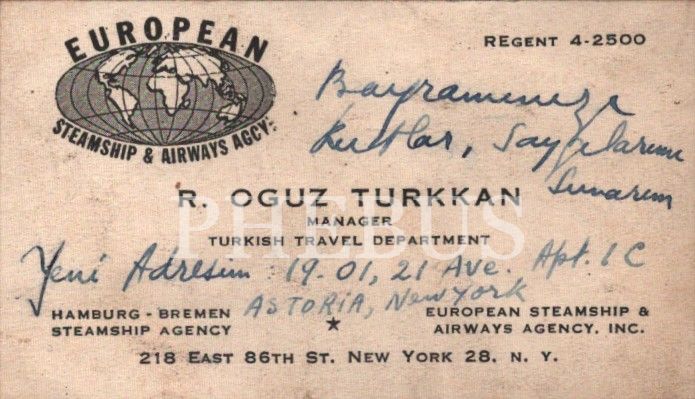 EUROPEAN
STEAMSHIP & AIRWAYS AGCY.
REGENT 4-2500
Bayramınızı
kutlar, Saygılarımı
Sunarım
R. OGUZ TURKKAN
MANAGER
TURKISH TRAVEL DEPARTMENT
PHEBUS
Yeni Adresim: 19-01, 21 Ave. Apt. 1C
ASTORIA, New York
HAMBURG - BREMEN
STEAMSHIP AGENCY
EUROPEAN STEAMSHIP &
AIRWAYS AGENCY, INC.
218 EAST 86TH ST. NEW YORK 28, N. Y.